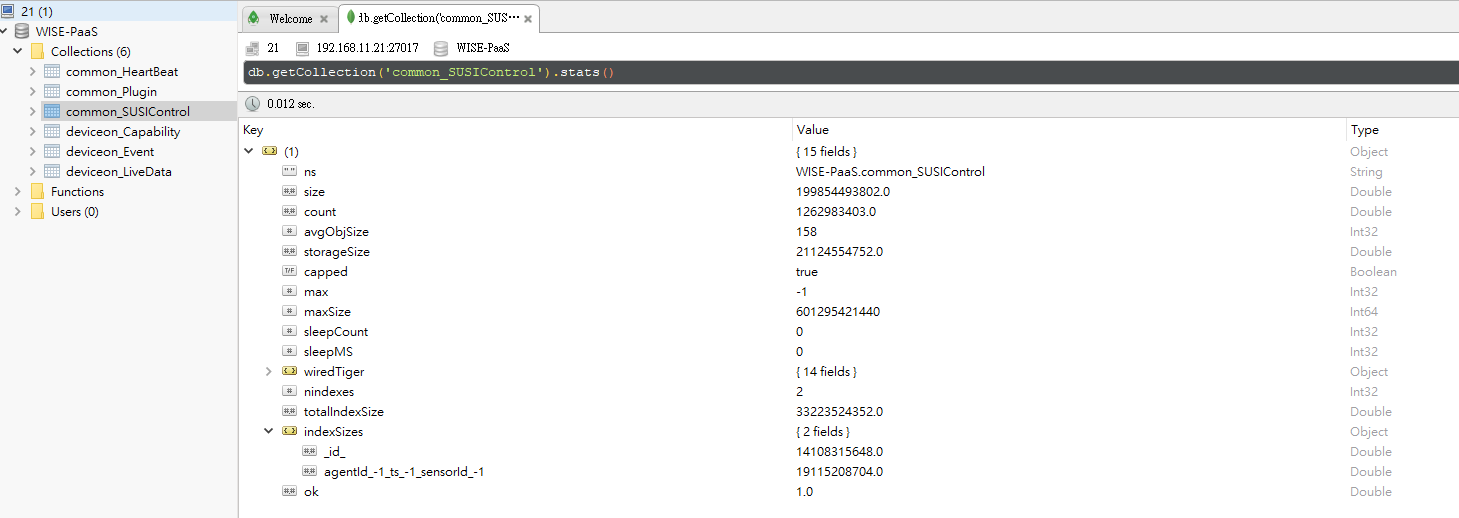 21 (1)
WISE-PaaS
Collections (6)
common_HeartBeat
common_Plugin
common_SUSIControl
deviceon_Capability
deviceon_Event
deviceon_LiveData
Functions
Users (0)
Welcome
db.getCollection('common_SUS···
21 192.168.11.21:27017 WISE-PaaS
db.getCollection('common_SUSIControl').stats()
0.012 sec.
Key Value Type
(1) { 15 fields } Object
ns WISE-PaaS.common_SUSIControl String
size 199854493802.0 Double
count 1262983403.0 Double
avgObjSize 158 Int32
storageSize 21124554752.0 Double
capped true Boolean
max -1 Int32
maxSize 601295421440 Int64
sleepCount 0 Int32
sleepMS 0 Int32
wiredTiger { 14 fields } Object
nindexes 2 Int32
totalIndexSize 33223524352.0 Double
indexSizes { 2 fields } Object
_id_ 14108315648.0 Double
agentId_-1_ts_-1_sensorId_-1 19115208704.0 Double
ok 1.0 Double